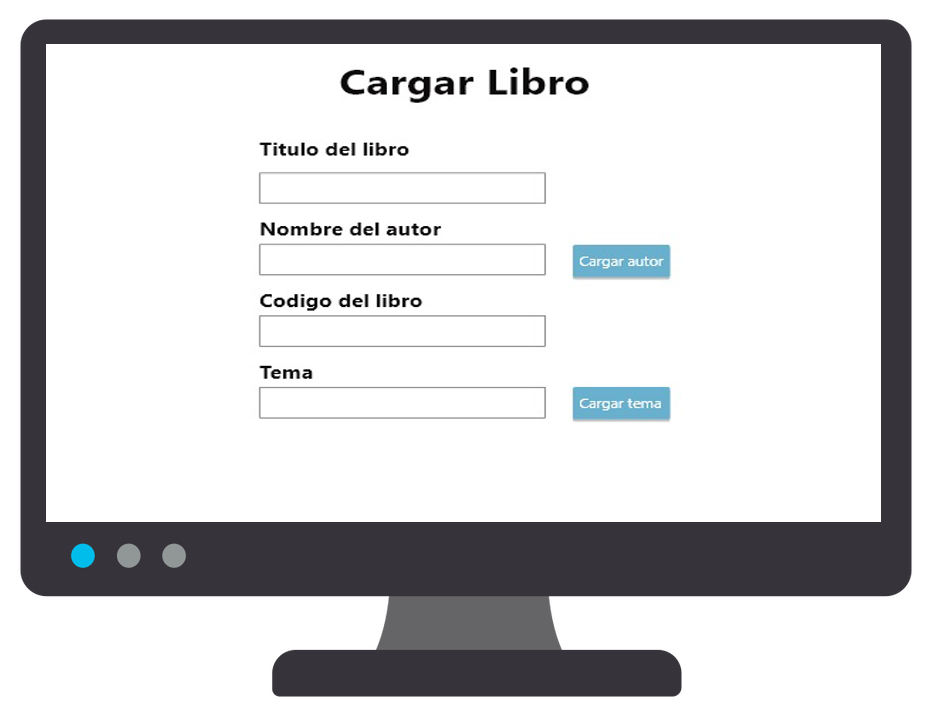 Cargar Libro
Titulo del libro
Nombre del autor
Cargar autor
Codigo del libro
Tema
Cargar tema